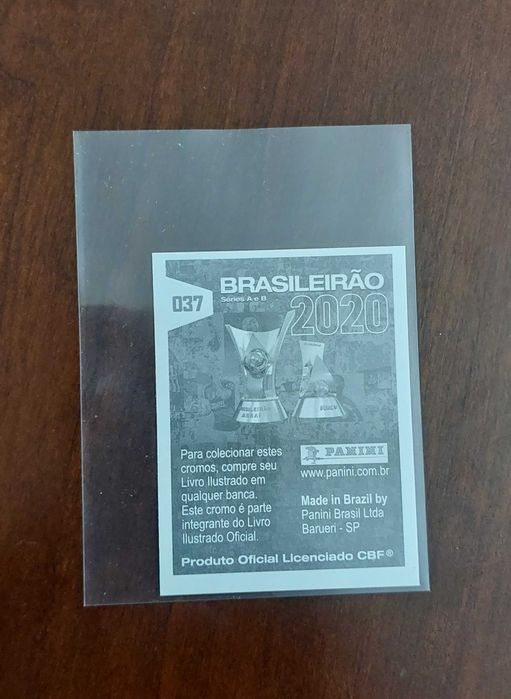 037
BRASILEIRÃO
Séries A e B
2020
Para colecionar estes
cromos, compre seu
Livro Ilustrado em
qualquer banca.
Este cromo é parte
integrante do Livro
Ilustrado Oficial.
PANINI
www.panini.com.br
Made in Brazil by
Panini Brasil Ltda
Barueri - SP
Produto Oficial Licenciado CBF®